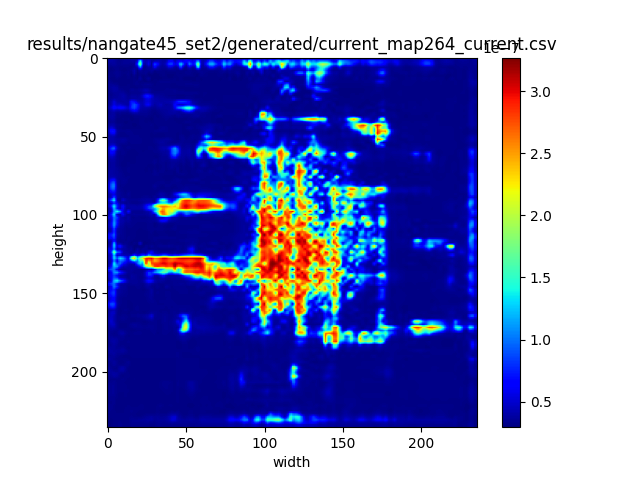 results/nangate45_set2/generated/current_map264_current.csv
1e−7
0
50
100
150
200
height
0 50 100 150 200
width
3.0
2.5
2.0
1.5
1.0
0.5